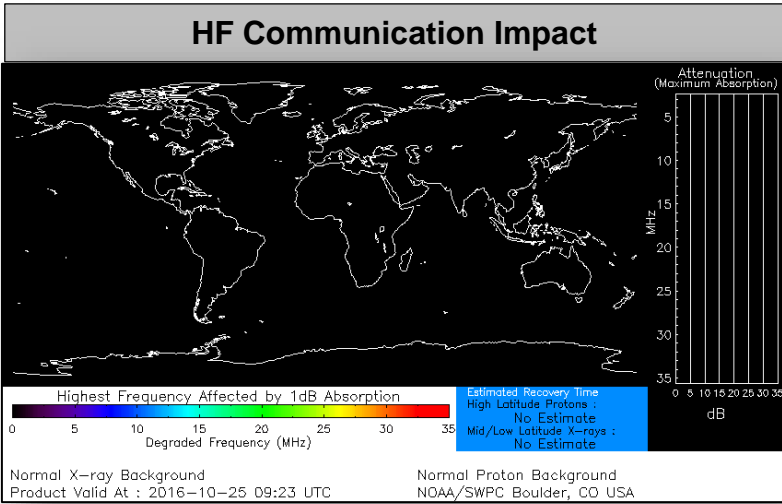 HF Communication Impact
Attenuation
(Maximum Absorption)
5
10
15
20
25
30
35
MHz
0 5 10 15 20 25 30 35
dB
Highest Frequency Affected by 1dB Absorption
0 5 10 15 20 25 30 35
Degraded Frequency (MHz)
Estimated Recovery Time
High Latitude Protons :
No Estimate
Mid/Low Latitude X-rays :
No Estimate
Normal X-ray Background
Normal Proton Background
Product Valid At : 2016-10-25 09:23 UTC
NOAA/SWPC Boulder, CO USA